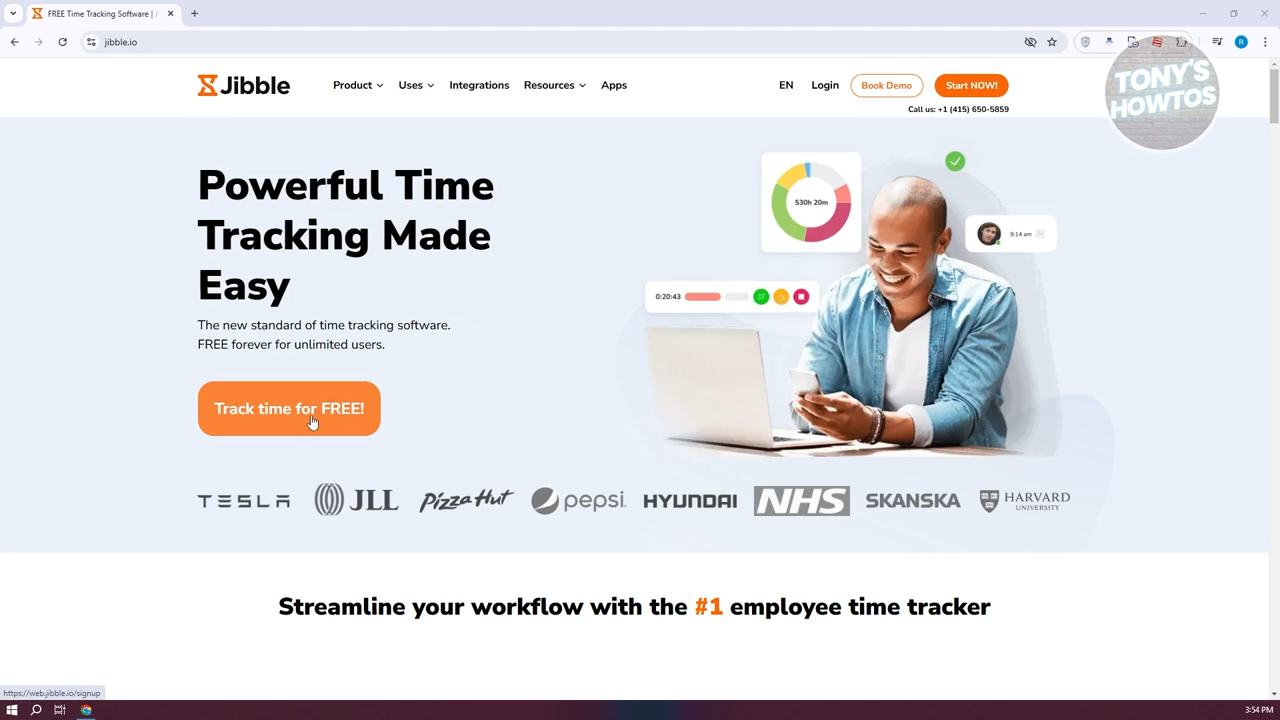 FREE Time Tracking Software |
jibble.io
TONY'S
HOWTOS
Jibble
Product
Uses
Integrations
Resources
Apps
EN
Login
Book Demo
Start NOW!
Call us: +1 (415) 650-5859
Powerful Time
Tracking Made
Easy
The new standard of time tracking software.
FREE forever for unlimited users.
Track time for FREE!
530h 20m
9:14 am
0:20:43
TESLA
JLL
Pizza Hut
pepsi
HYUNDAI
NHS
SKANSKA
HARVARD
UNIVERSITY
Streamline your workflow with the #1 employee time tracker
https://web.jibble.io/signup
3:54 PM